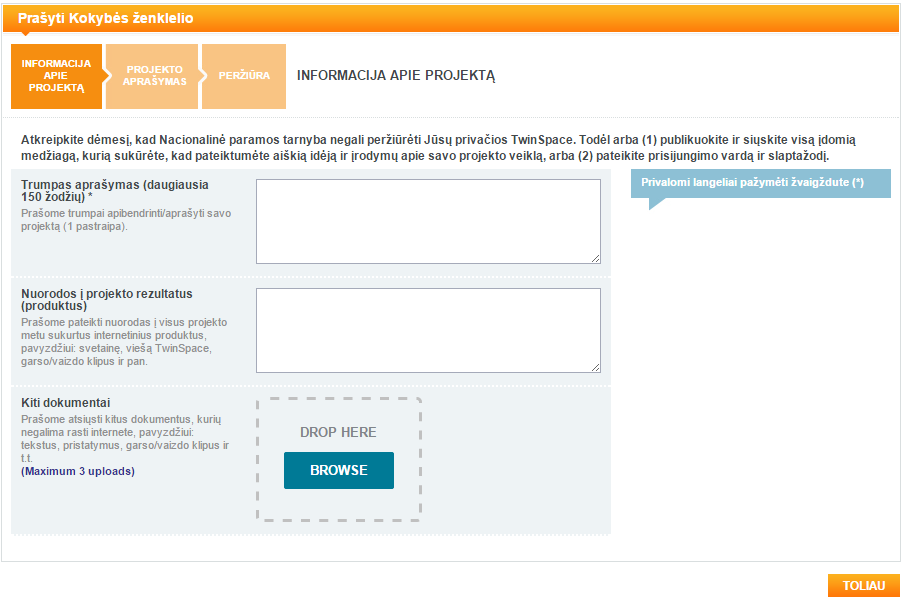 Prašyti Kokybės ženklelio
INFORMACIJA
APIE
PROJEKTĄ
PROJEKTO
APRAŠYMAS
PERŽIŪRA
INFORMACIJA APIE PROJEKTĄ
Atkreipkite dėmesį, kad Nacionalinė paramos tarnyba negali peržiūrėti Jūsų privačios TwinSpace. Todėl arba (1) publikuokite ir siųskite visą įdomią
medžiagą, kurią sukūrėte, kad pateiktumėte aiškią idėją ir įrodymų apie savo projekto veiklą, arba (2) pateikite prisijungimo vardą ir slaptažodį.
Trumpas aprašymas (daugiausia
150 žodžių) *
Prašome trumpai apibendrinti/aprašyti savo
projektą (1 pastraipa).
Privalomi langeliai pažymėti žvaigždute (*)
Nuorodos į projekto rezultatus
(produktus)
Prašome pateikti nuorodas į visus projekto
metu sukurtus internetinius produktus,
pavyzdžiui: svetainę, viešą TwinSpace,
garso/vaizdo klipus ir pan.
Kiti dokumentai
Prašome atsiųsti kitus dokumentus, kurių
negalima rasti internete, pavyzdžiui:
tekstus, pristatymus, garso/vaizdo klipus ir
t.t.
(Maximum 3 uploads)
DROP HERE
BROWSE
TOLIAU